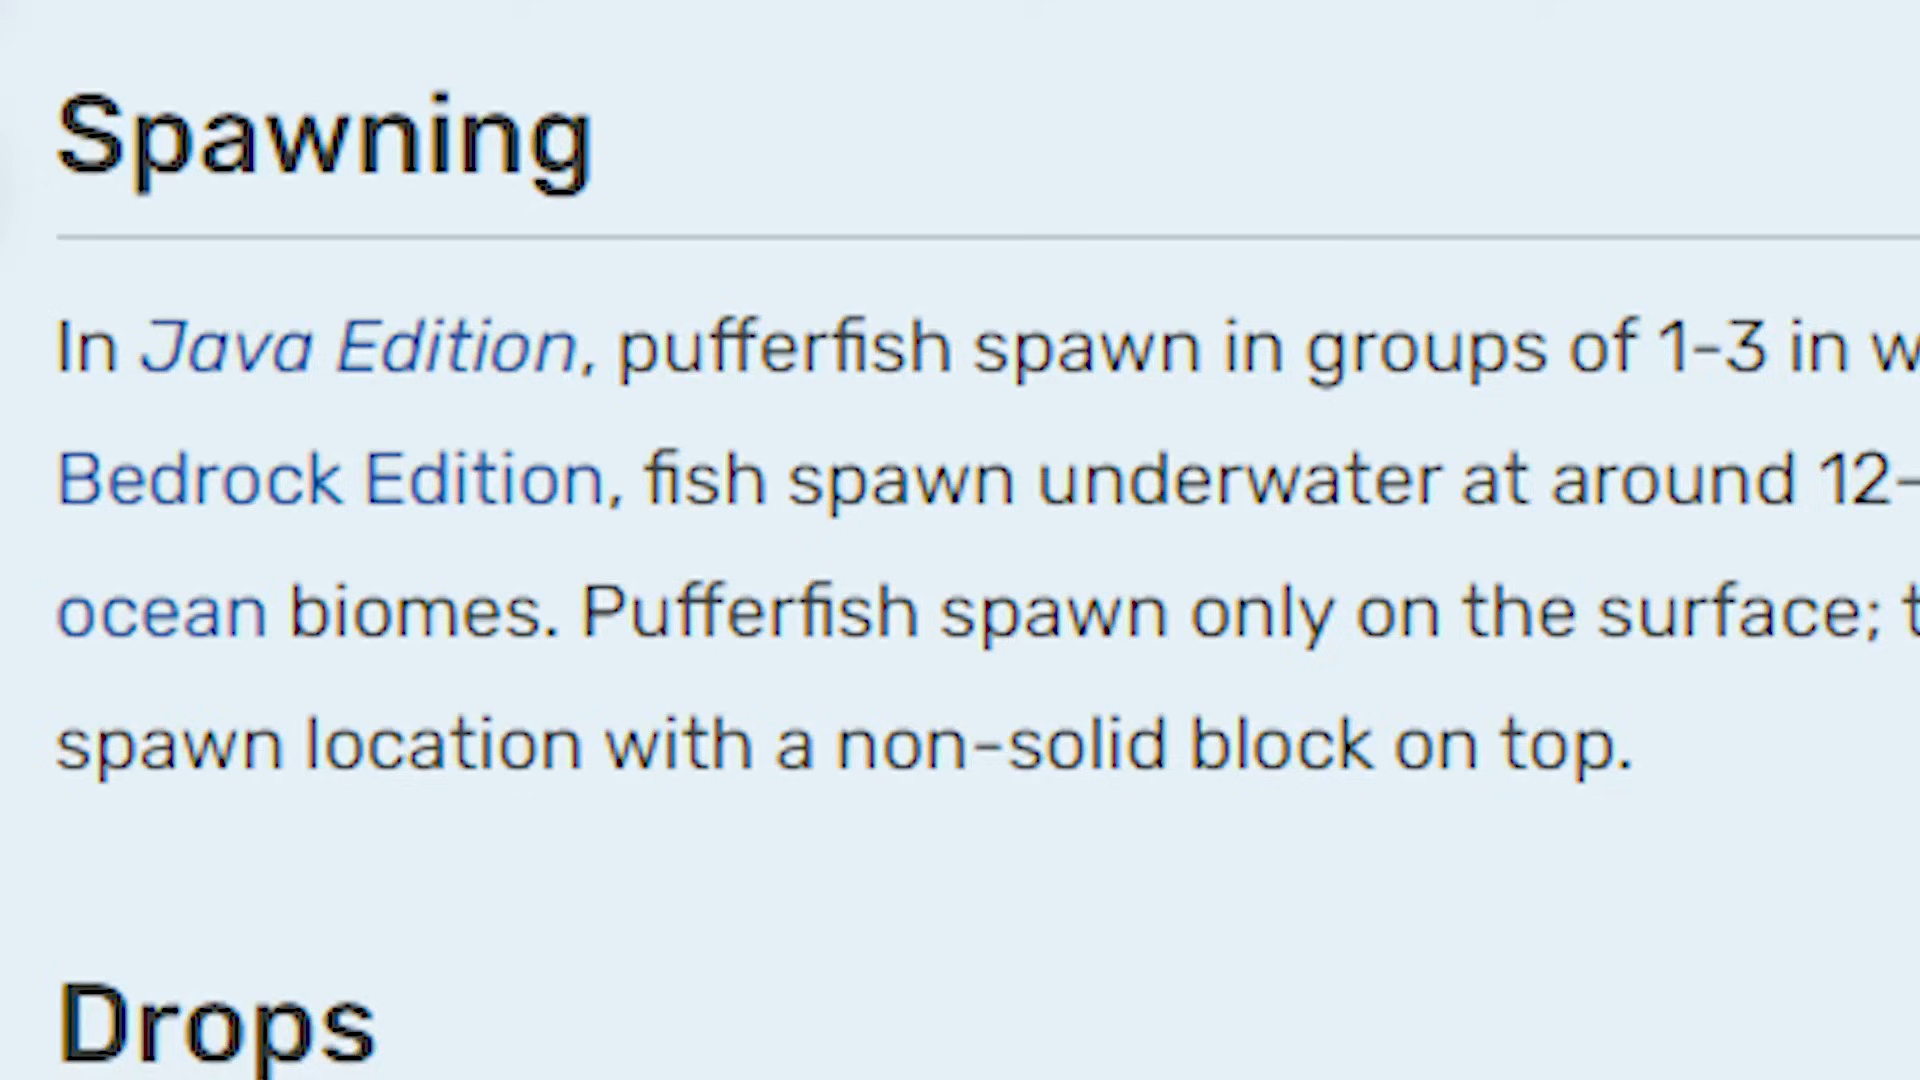 Spawning
In Java Edition, pufferfish spawn in groups of 1-3 in
Bedrock Edition, fish spawn underwater at around 12-
ocean biomes. Pufferfish spawn only on the surface;
spawn location with a non-solid block on top.
Drops